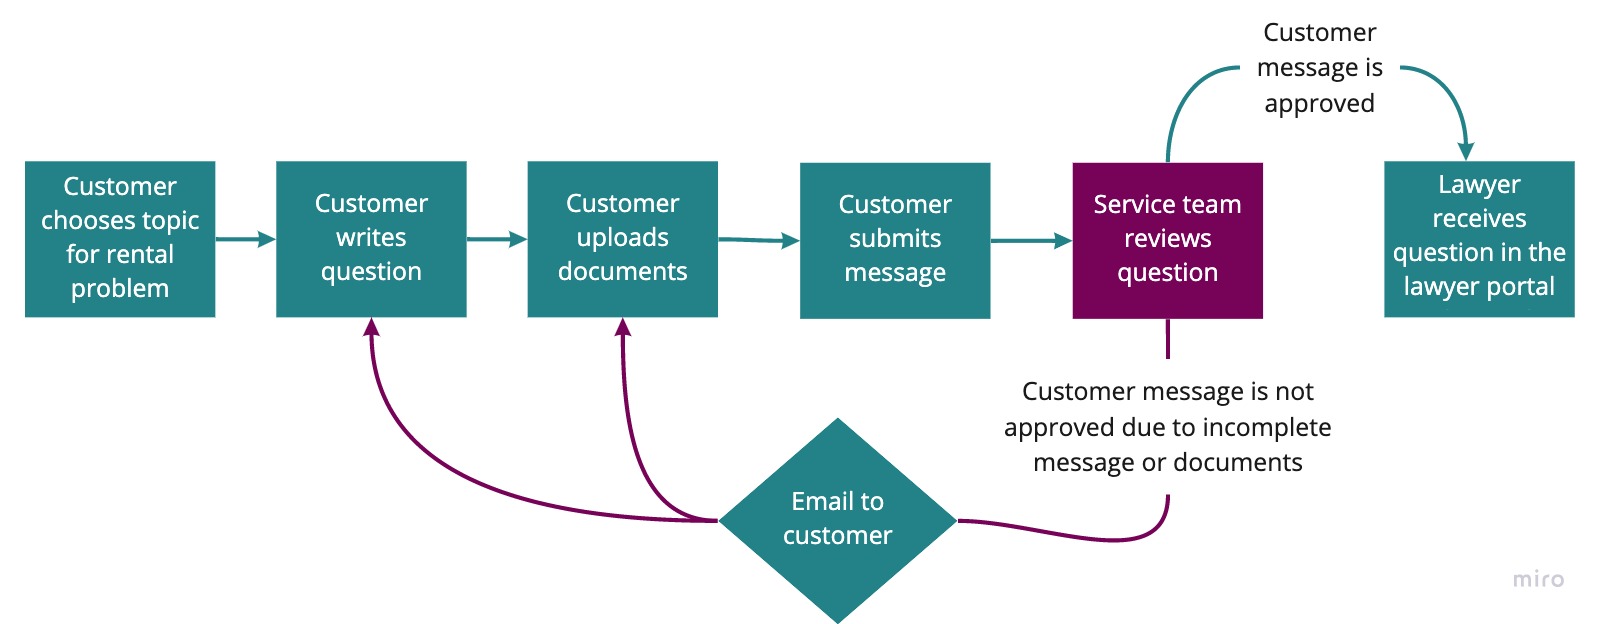 Customer
message is
approved
Customer
chooses topic
for rental
problem
Customer
writes
question
Customer
uploads
documents
Customer
submits
message
Service team
reviews
question
Lawyer
receives
question in the
lawyer portal
Customer message is not
approved due to incomplete
message or documents
Email to
customer
miro